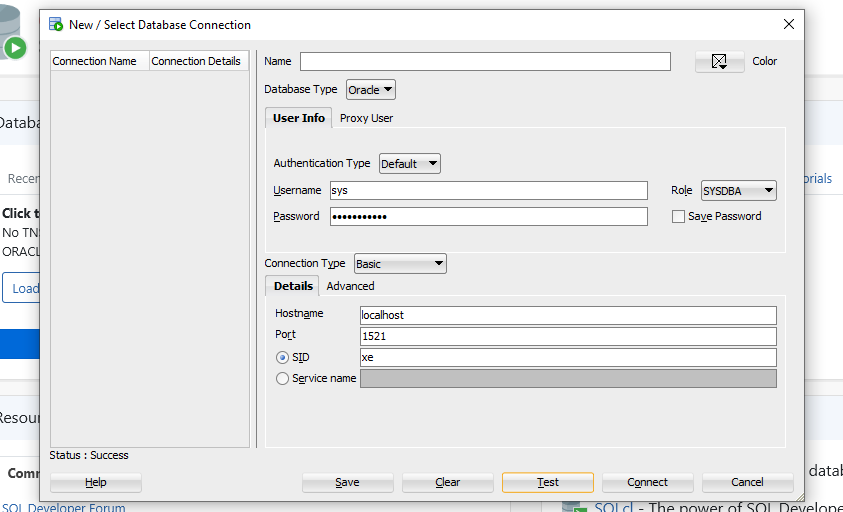 New / Select Database Connection
Connection Name Connection Details
Name
Color
Database Type Oracle
User Info Proxy User
Authentication Type Default
Username sys
Role SYSDBA
Password •••••••••••
Save Password
Connection Type Basic
Details Advanced
Hostname localhost
Port 1521
SID xe
Service name
Status : Success
Help Save Clear Test Connect Cancel
Databa
Recen
orials
Click t
No TN
ORACL
Load
Resour
Comm
datab
SQL Developer Forum
SQLcl - The power of SQL Developer